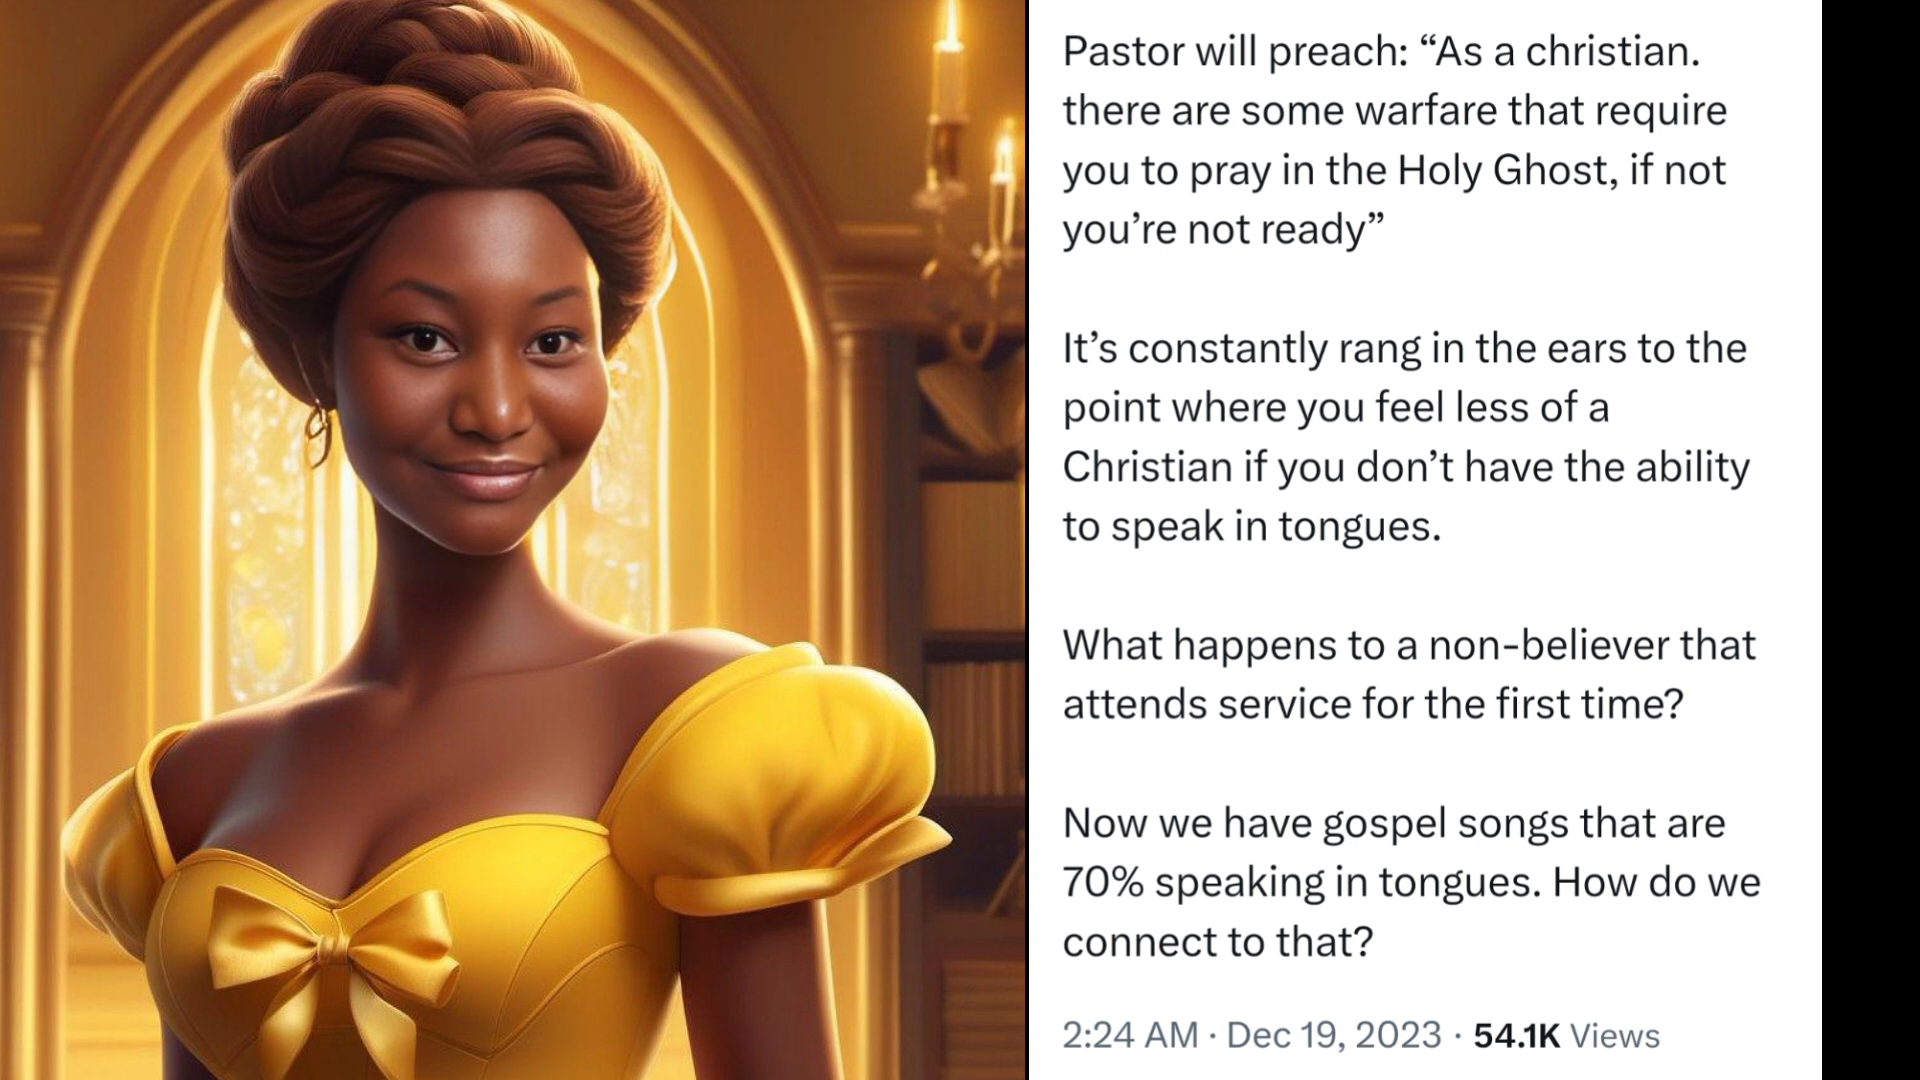 Pastor will preach: “As a christian.
there are some warfare that require
you to pray in the Holy Ghost, if not
you’re not ready”
It’s constantly rang in the ears to the
point where you feel less of a
Christian if you don’t have the ability
to speak in tongues.
What happens to a non-believer that
attends service for the first time?
Now we have gospel songs that are
70% speaking in tongues. How do we
connect to that?
2:24 AM · Dec 19, 2023 · 54.1K Views